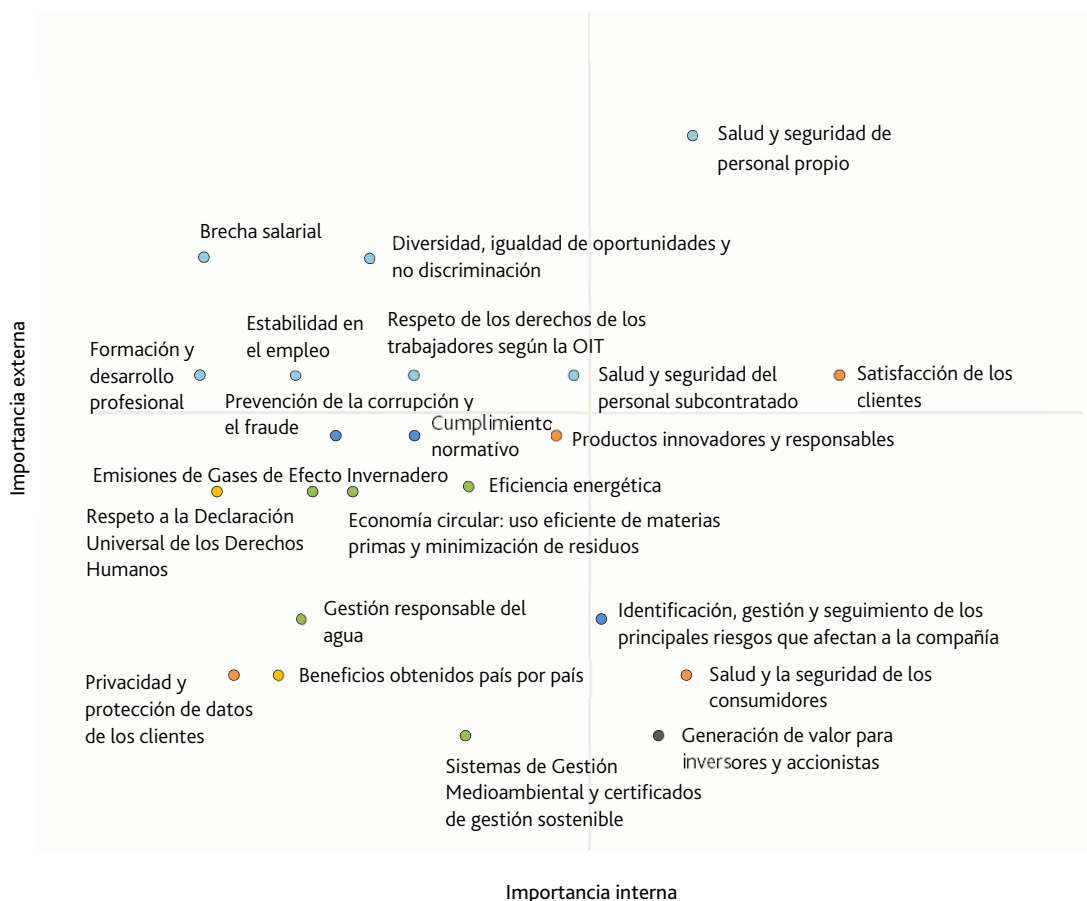 Salud y seguridad de
personal propio
Brecha salarial
Diversidad, igualdad de oportunidades y
no discriminación
Estabilidad en
el empleo
Respeto de los derechos de los
trabajadores según la OIT
Formación y
desarrollo
profesional
Salud y seguridad del
personal subcontratado
Satisfacción de los
clientes
Prevención de la corrupción y
el fraude
Cumplimiento
normativo
Productos innovadores y responsables
Emisiones de Gases de Efecto Invernadero
Eficiencia energética
Respeto a la Declaración
Universal de los Derechos
Humanos
Economía circular: uso eficiente de materias
primas y minimización de residuos
Gestión responsable del
agua
Identificación, gestión y seguimiento de los
principales riesgos que afectan a la compañía
Privacidad y
protección de datos
de los clientes
Beneficios obtenidos país por país
Salud y la seguridad de los
consumidores
Generación de valor para
inversores y accionistas
Sistemas de Gestión
Medioambiental y certificados
de gestión sostenible
Importancia externa
Importancia interna